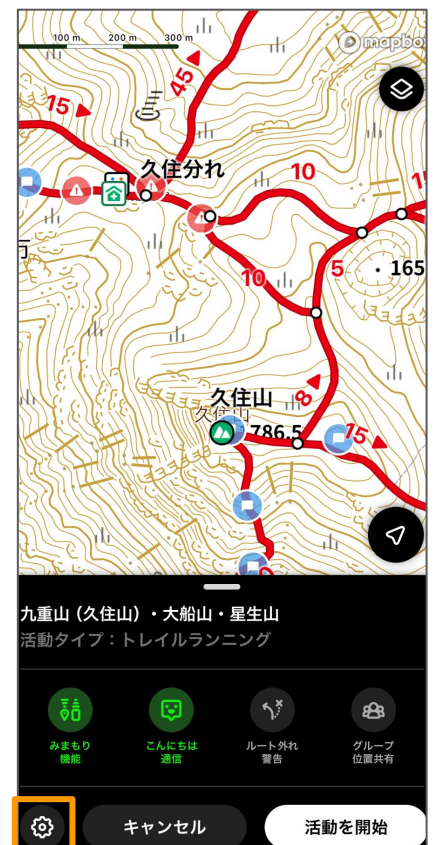 100 m 200 m 300 m
mapbo
15
45
久住分れ
10
10
5
165
8
久住山
久住山
786.5
15
九重山 (久住山) ・大船山・星生山
活動タイプ：トレイルランニング
みまもり
機能
こんにちは
通信
ルート外れ
警告
グループ
位置共有
キャンセル
活動を開始